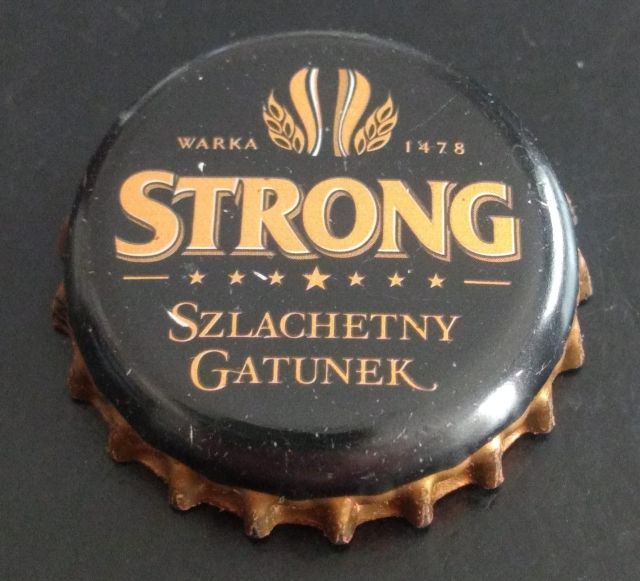 WARKA 1478
STRONG
SZLACHETNY
GATUNEK